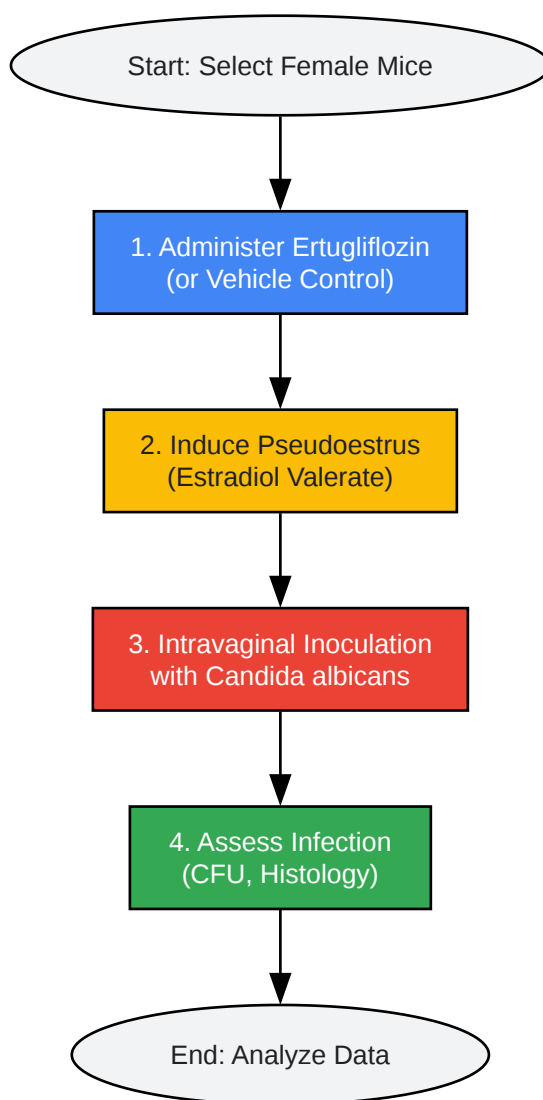 Start: Select Female Mice
1. Administer Ertugliflozin
(or Vehicle Control)
2. Induce Pseudoestrus
(Estradiol Valerate)
3. Intravaginal Inoculation
with Candida albicans
4. Assess Infection
(CFU, Histology)
End: Analyze Data